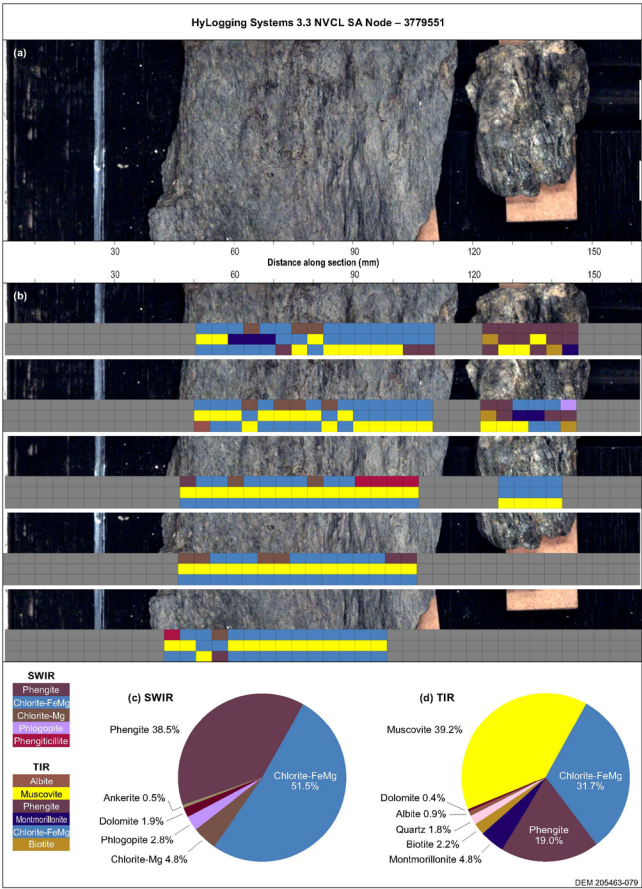 HyLogging Systems 3.3 NVCL SA Node – 3779551
(a)
30 60 90 120 150
Distance along section (mm)
30 60 90 120 150
(b)
SWIR
Phengite
Chlorite-FeMg
Chlorite-Mg
Phlogopite
Phengiticillite
TIR
Albite
Muscovite
Phengite
Montmorillonite
Chlorite-FeMg
Biotite
(c) SWIR
Phengite 38.5%
Chlorite-FeMg
51.5%
Ankerite 0.5%
Dolomite 1.9%
Phlogopite 2.8%
Chlorite-Mg 4.8%
(d) TIR
Muscovite 39.2%
Chlorite-FeMg
31.7%
Dolomite 0.4%
Albite 0.9%
Quartz 1.8%
Biotite 2.2%
Montmorillonite 4.8%
Phengite
19.0%
DEM 205463-079